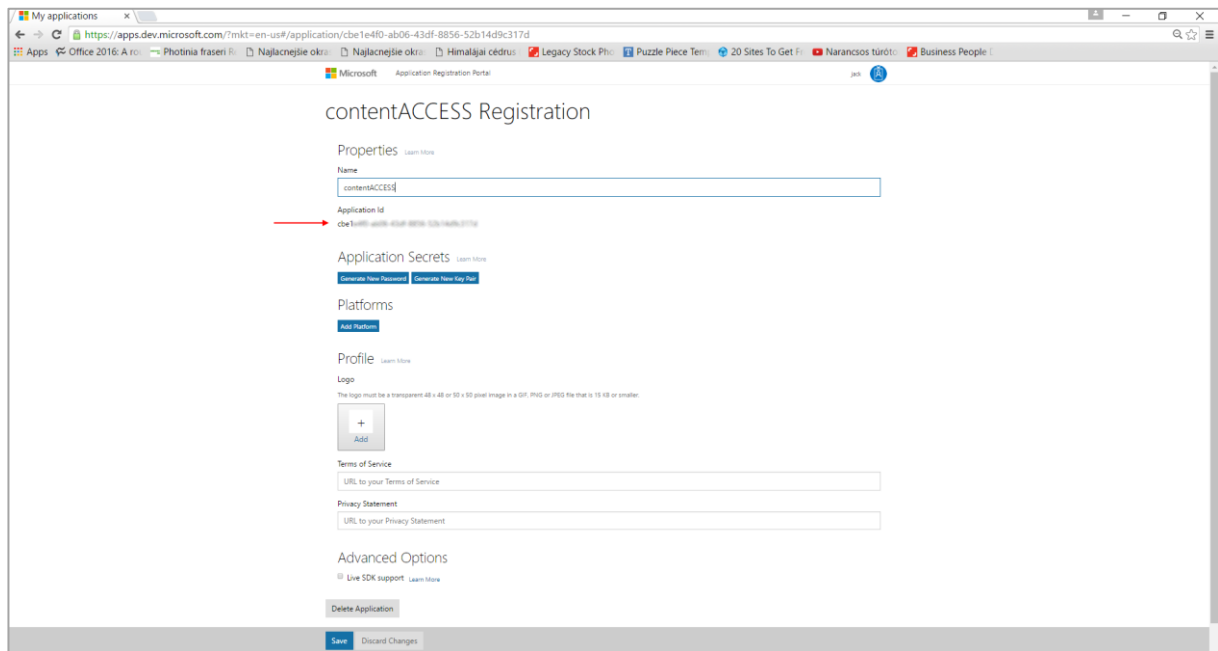 My applications
https://apps.dev.microsoft.com/?mkt=en-us#/application/cbe1e4f0-ab06-43df-8856-52b14d9c317d
Apps Office 2016: A ro Photinia fraseri Najlacnejšie okra Najlacnejšie okra Himalájai cédrus Legacy Stock Pho Puzzle Piece Tem 20 Sites To Get Narancsos túróto Business People
Microsoft Application Registration Portal jack
contentACCESS Registration
Properties Learn More
Name
contentACCESS
Application Id
cbe1
Application Secrets Learn More
Generate New Password Generate New Key Pair
Platforms
Add Platform
Profile Learn More
Logo
The logo must be a transparent 48 x 48 or 50 x 50 pixel image in a GIF, PNG or JPEG file that is 15 KB or smaller.
+
Add
Terms of Service
URL to your Terms of Service
Privacy Statement
URL to your Privacy Statement
Advanced Options
Live SDK support Learn More
Delete Application
Save Discard Changes